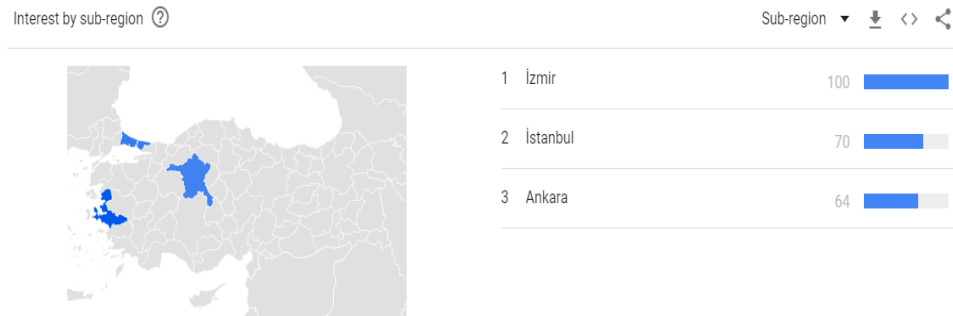 Interest by sub-region
Sub-region
1 İzmir 100
2 İstanbul 70
3 Ankara 64